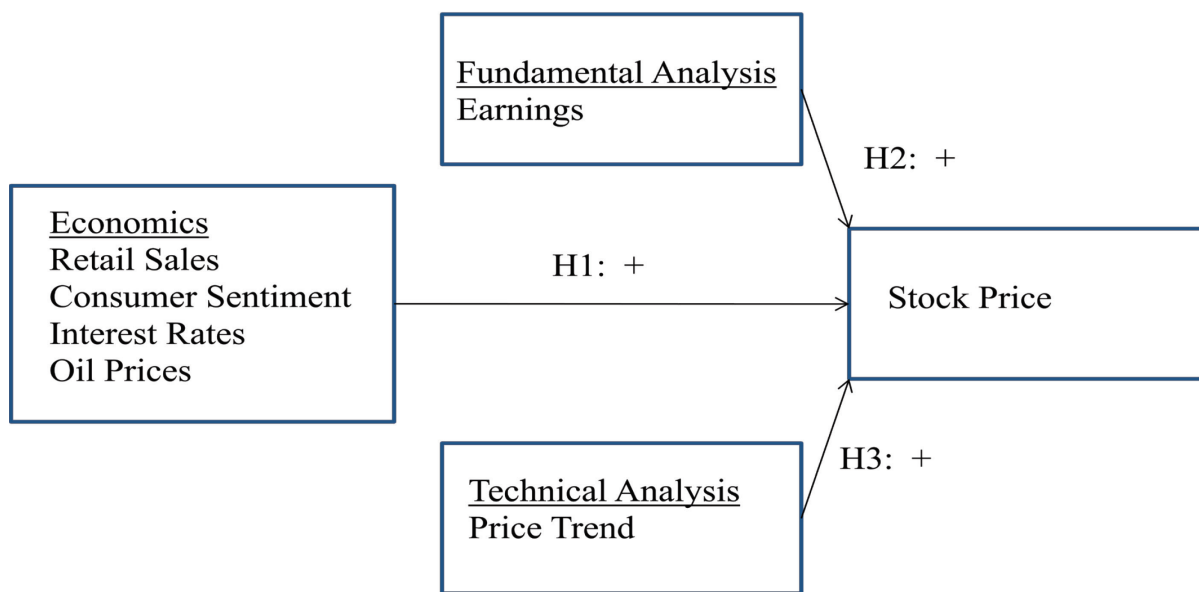 Fundamental Analysis
Earnings
H2: +
Economics
Retail Sales
Consumer Sentiment
Interest Rates
Oil Prices
H1: +
Stock Price
H3: +
Technical Analysis
Price Trend